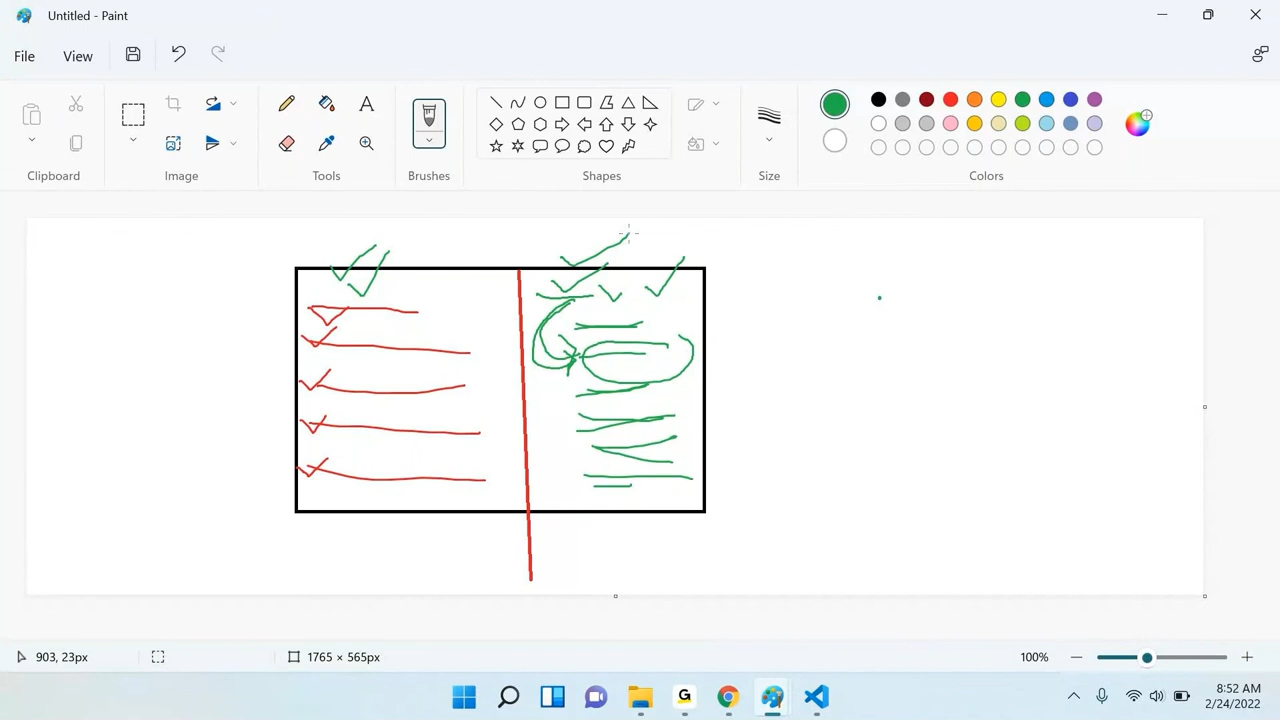 Untitled - Paint
File
View
Clipboard
Image
Tools
Brushes
Shapes
Size
Colors
903, 23px
1765 × 565px
100%
8:52 AM
2/24/2022